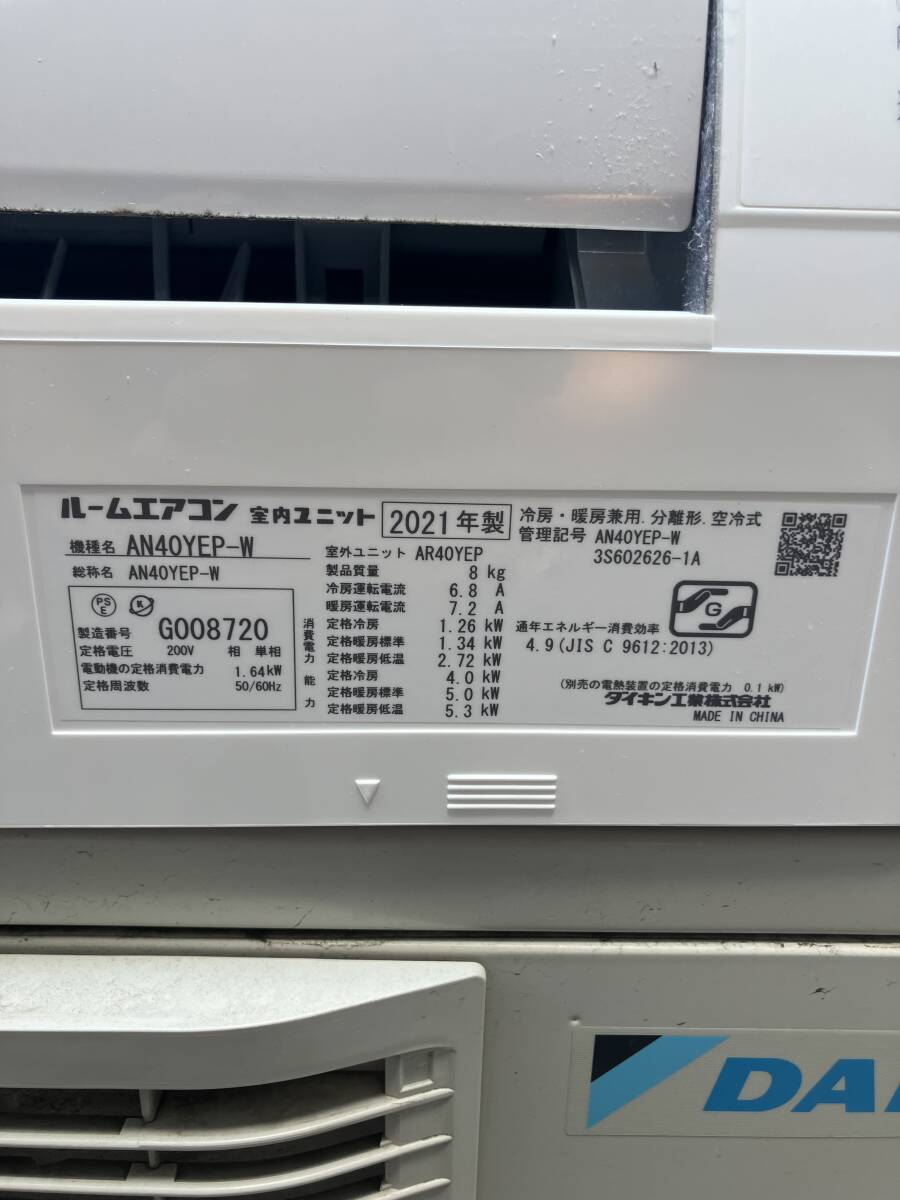 ルームエアコン 室内ユニット 2021年製
機種名 AN40YEP-W
総称名 AN40YEP-W
PS
E
K
製造番号 G008720
定格電圧 200V 相 単相
電動機の定格消費電力 1.64kW
定格周波数 50/60Hz
室外ユニット AR40YEP
製品質量 8 kg
冷房運転電流 6.8 A
暖房運転電流 7.2 A
消費電力
定格冷房 1.26 kW
定格暖房標準 1.34 kW
定格暖房低温 2.72 kW
能力
定格冷房 4.0 kW
定格暖房標準 5.0 kW
定格暖房低温 5.3 kW
冷房・暖房兼用.分離形.空冷式
管理記号 AN40YEP-W
3S602626-1A
G
通年エネルギー消費効率
4.9(JIS C 9612:2013)
(別売の電熱装置の定格消費電力 0.1 kW)
ダイキン工業株式会社
MADE IN CHINA
DA